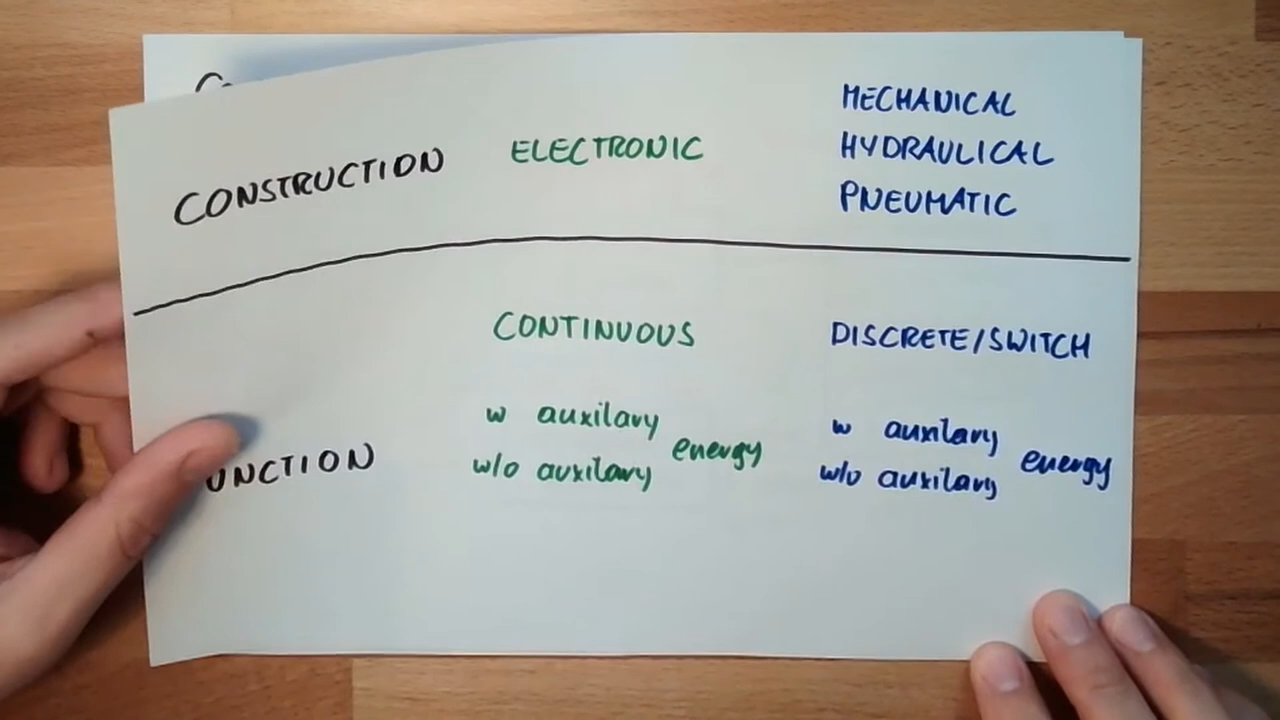 CONSTRUCTION
ELECTRONIC
MECHANICAL
HYDRAULICAL
PNEUMATIC
UNCTION
CONTINUOUS
w auxilary
w/o auxilary
energy
DISCRETE/SWITCH
w auxilary
w/o auxilary
energy